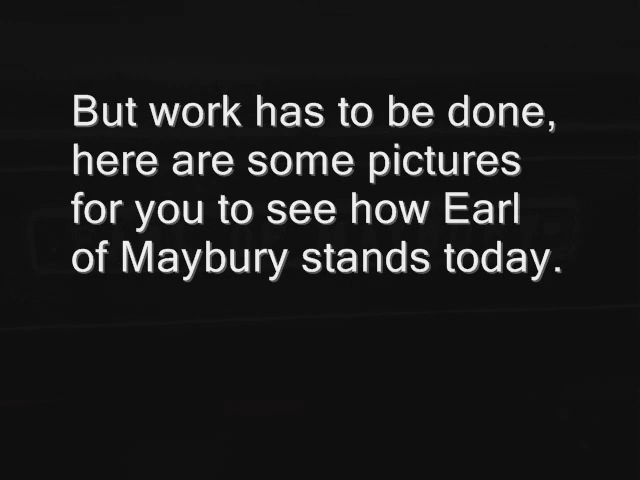 But work has to be done,
here are some pictures
for you to see how Earl
of Maybury stands today.